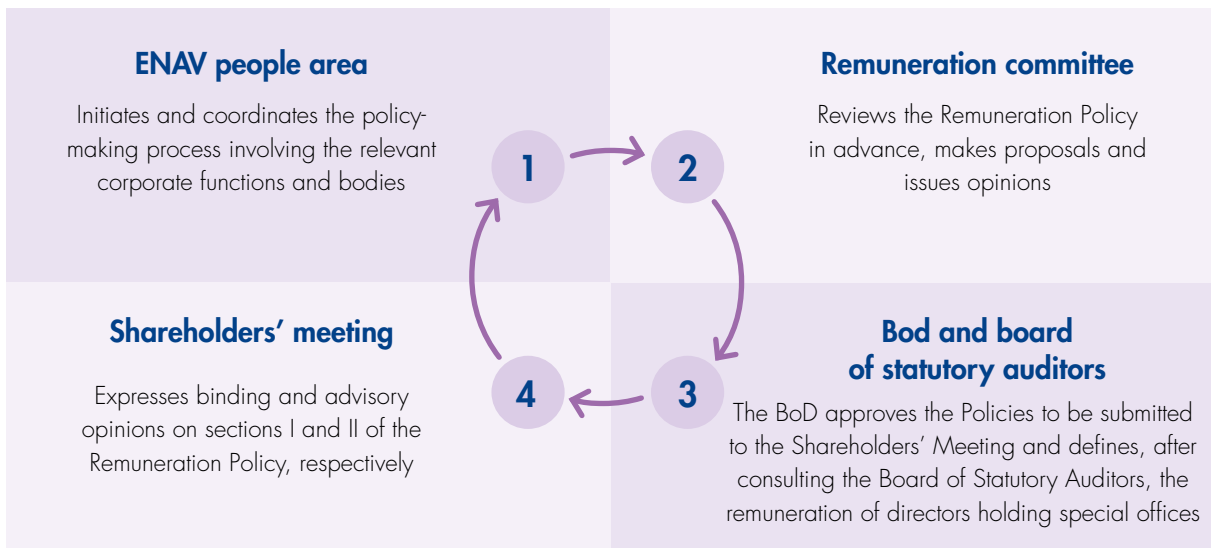 ENAV people area
Initiates and coordinates the policy-
making process involving the relevant
corporate functions and bodies
1
2
Remuneration committee
Reviews the Remuneration Policy
in advance, makes proposals and
issues opinions
Shareholders’ meeting
Expresses binding and advisory
opinions on sections I and II of the
Remuneration Policy, respectively
4
3
Bod and board
of statutory auditors
The BoD approves the Policies to be submitted
to the Shareholders’ Meeting and defines, after
consulting the Board of Statutory Auditors, the
remuneration of directors holding special offices